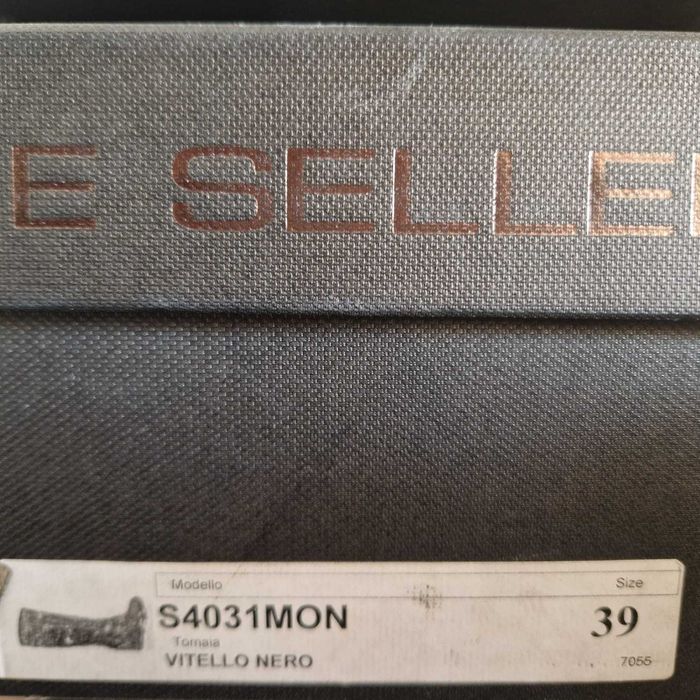 E SELLE
Modello Size
S4031MON 39
Tomaia
VITELLO NERO 7055